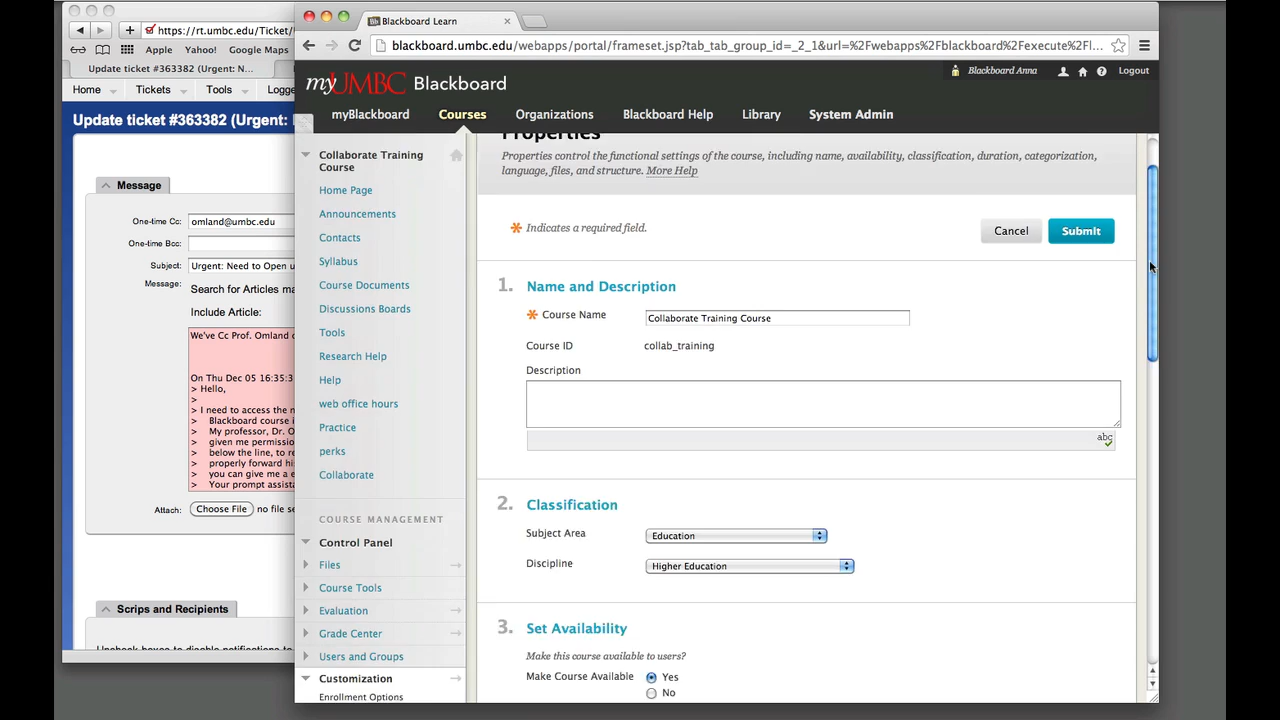 https://rt.umbc.edu/Ticket/
Apple Yahoo! Google Maps
Update ticket #363382 (Urgent: N...
Home Tickets Tools Logge
Update ticket #363382 (Urgent:
Message
One-time Cc: omland@umbc.edu
One-time Bcc:
Subject: Urgent: Need to Open u
Message: Search for Articles ma
Include Article:
We've Cc Prof. Omland o
On Thu Dec 05 16:35:3
> Hello,
>
> I need to access the n
> Blackboard course i
> My professor, Dr. O
> given me permissio
> below the line, to re
> properly forward hi
> you can give me a e
> Your prompt assista
Attach: Choose File no file se
Scrips and Recipients
Uncheck boxes to disable notifications to
Blackboard Learn
blackboard.umbc.edu/webapps/portal/frameset.jsp?tab_tab_group_id=_2_1&url=%2Fwebapps%2Fblackboard%2Fexecute%2Fl...
myUMBC Blackboard
Blackboard Anna Logout
myBlackboard Courses Organizations Blackboard Help Library System Admin
Collaborate Training
Course
Home Page
Announcements
Contacts
Syllabus
Course Documents
Discussions Boards
Tools
Research Help
Help
web office hours
Practice
perks
Collaborate
COURSE MANAGEMENT
Control Panel
Files
Course Tools
Evaluation
Grade Center
Users and Groups
Customization
Enrollment Options
Properties
Properties control the functional settings of the course, including name, availability, classification, duration, categorization,
language, files, and structure. More Help
Indicates a required field.
Cancel Submit
1. Name and Description
Course Name Collaborate Training Course
Course ID collab_training
Description
abc
2. Classification
Subject Area Education
Discipline Higher Education
3. Set Availability
Make this course available to users?
Make Course Available Yes
No